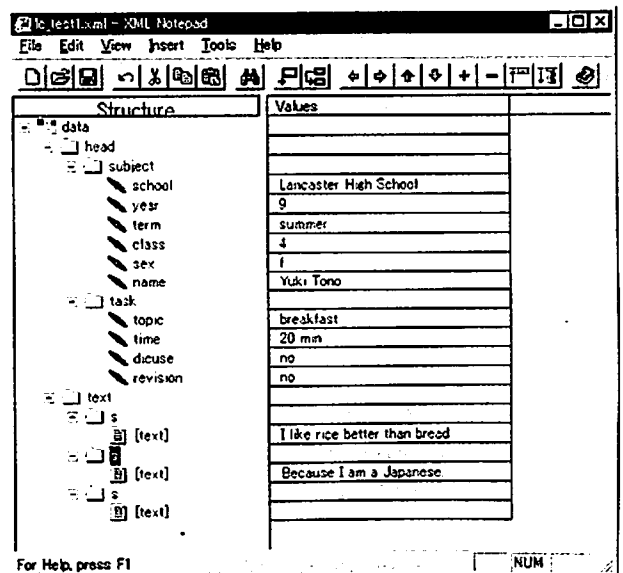 lc_test1.xml - XML Notepad
File Edit View Insert Tools Help
Structure Values
data
head
subject
school Lancaster High School
year 9
term summer
class 4
sex f
name Yuki Tono
task
topic breakfast
time 20 min
dicuse no
revision no
text
s
[text] I like rice better than bread
s
[text] Because I am a Japanese.
s
[text]
For Help, press F1 NUM